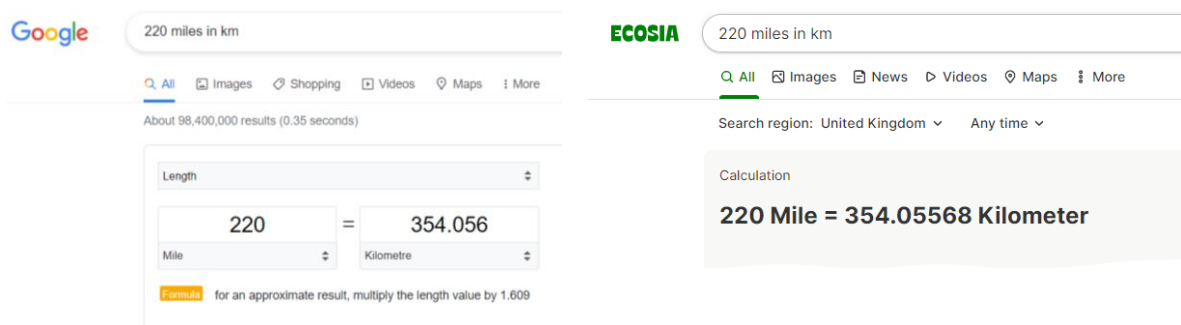 Google
220 miles in km
All Images Shopping Videos Maps More
About 98,400,000 results (0.35 seconds)
Length
220 = 354.056
Mile Kilometre
Formula for an approximate result, multiply the length value by 1.609
ECOSIA
220 miles in km
All Images News Videos Maps More
Search region: United Kingdom Any time
Calculation
220 Mile = 354.05568 Kilometer